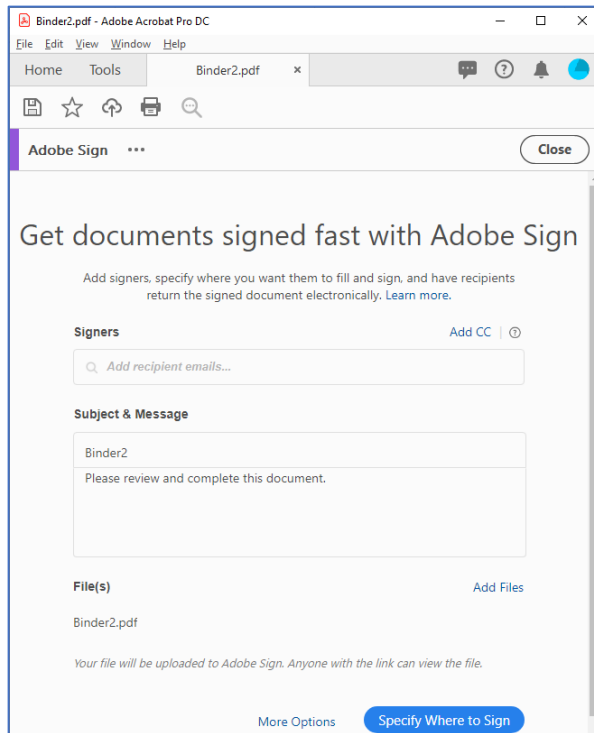 Binder2.pdf - Adobe Acrobat Pro DC
File Edit View Window Help
Home Tools Binder2.pdf ×
Adobe Sign ••• Close
Get documents signed fast with Adobe Sign
Add signers, specify where you want them to fill and sign, and have recipients
return the signed document electronically. Learn more.
Signers Add CC | ?
Add recipient emails...
Subject & Message
Binder2
Please review and complete this document.
File(s) Add Files
Binder2.pdf
Your file will be uploaded to Adobe Sign. Anyone with the link can view the file.
More Options Specify Where to Sign